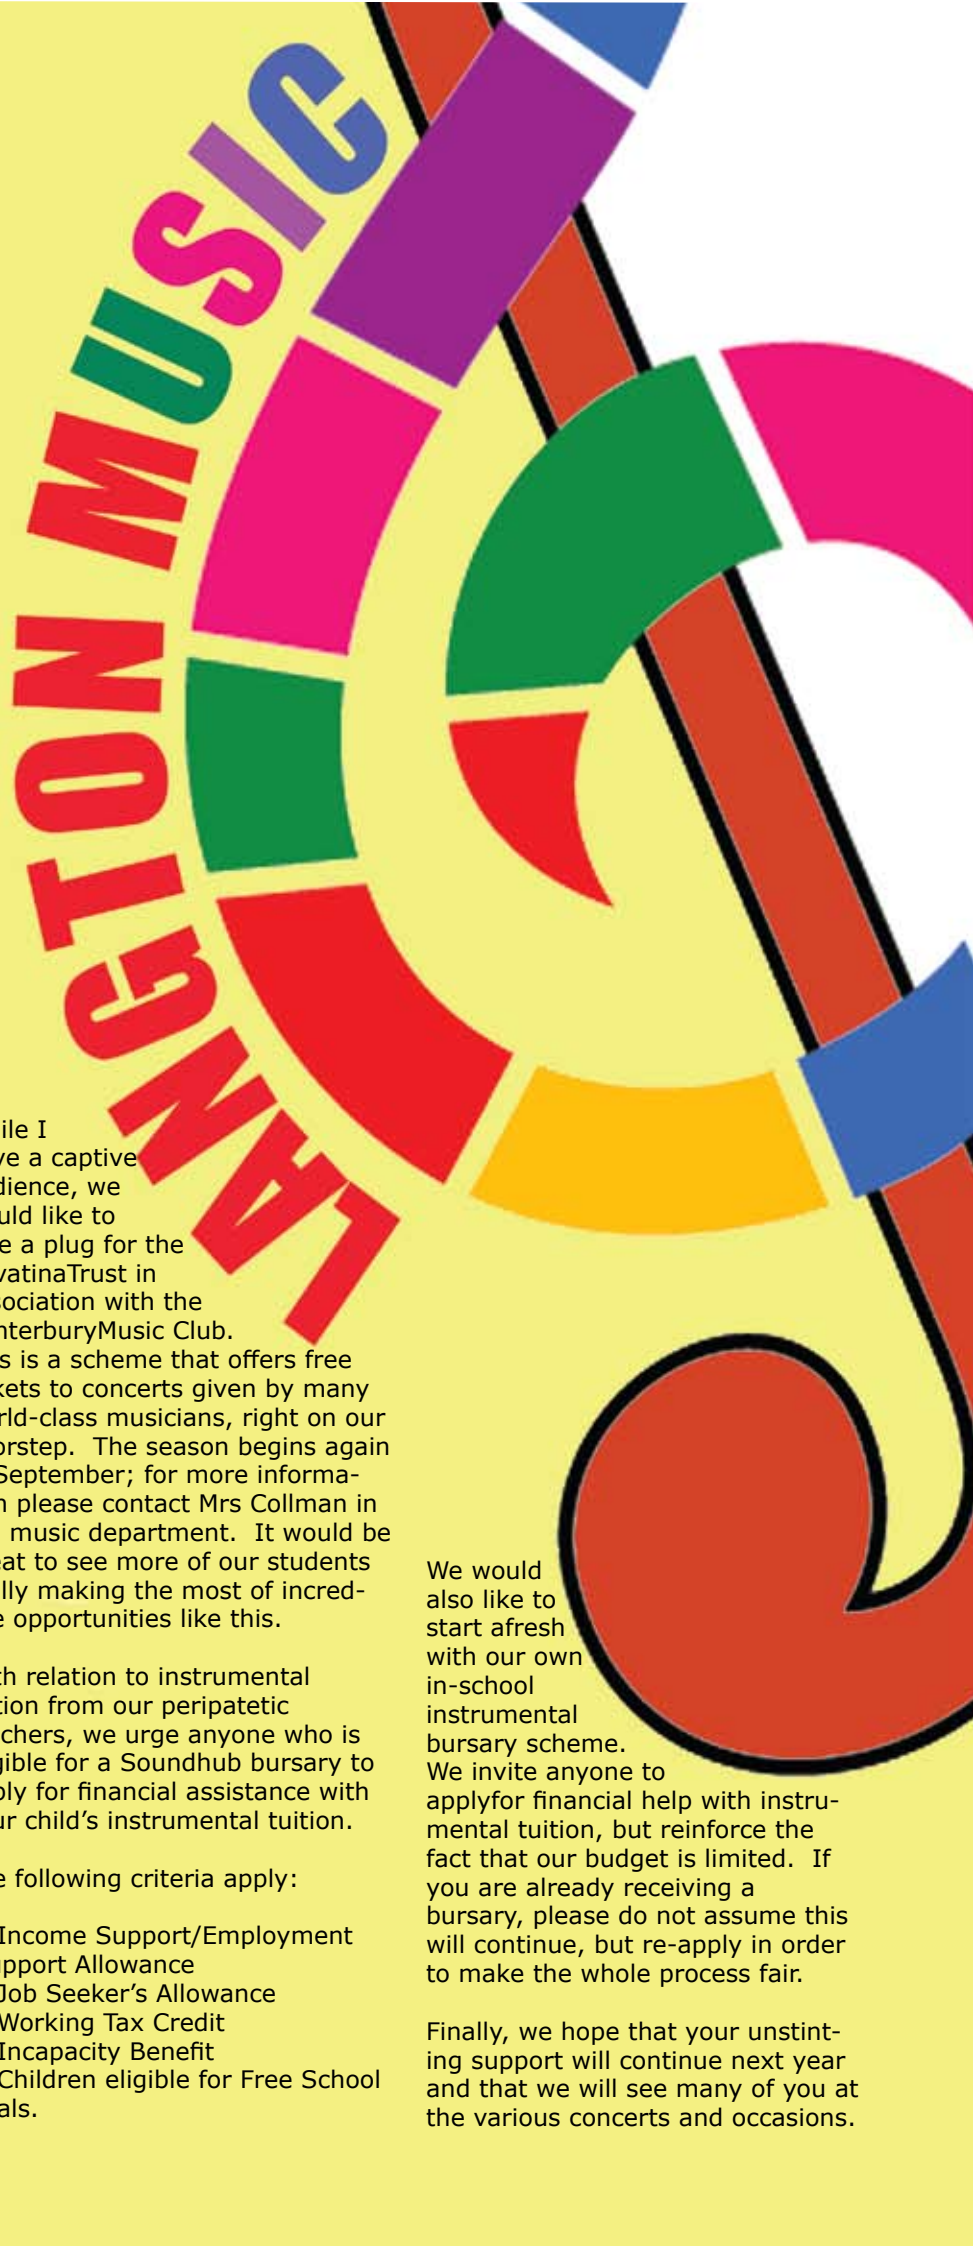 LANGTON MUSIC
ile I
ve a captive
dience, we
uld like to
e a plug for the
vatinaTrust in
sociation with the
nterburyMusic Club.
s is a scheme that offers free
kets to concerts given by many
rld-class musicians, right on our
orstep.  The season begins again
September; for more informa-
n please contact Mrs Collman in
music department.  It would be
eat to see more of our students
lly making the most of incred-
e opportunities like this.
th relation to instrumental
tion from our peripatetic
chers, we urge anyone who is
gible for a Soundhub bursary to
ply for financial assistance with
ur child's instrumental tuition.
e following criteria apply:
Income Support/Employment
pport Allowance
Job Seeker's Allowance
Working Tax Credit
Incapacity Benefit
Children eligible for Free School
als.
We would
also like to
start afresh
with our own
in-school
instrumental
bursary scheme.
We invite anyone to
applyfor financial help with instru-
mental tuition, but reinforce the
fact that our budget is limited.  If
you are already receiving a
bursary, please do not assume this
will continue, but re-apply in order
to make the whole process fair.
Finally, we hope that your unstint-
ing support will continue next year
and that we will see many of you at
the various concerts and occasions.